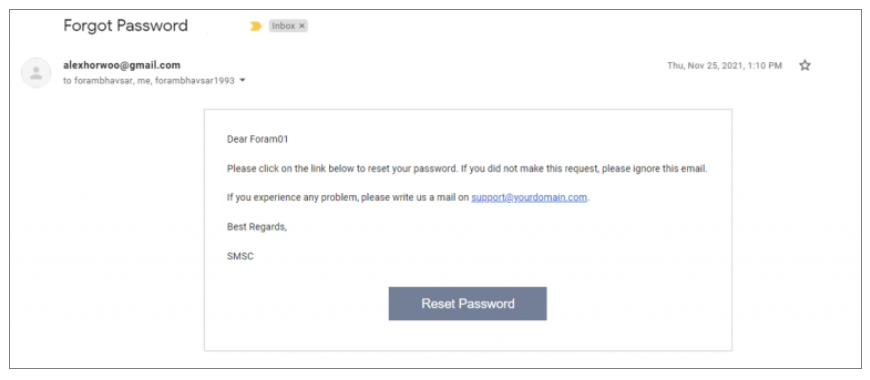 Forgot Password
Inbox ×
alexhorwoo@gmail.com
Thu, Nov 25, 2021, 1:10 PM
to forambhavsar, me, forambhavsar1993
Dear Foram01
Please click on the link below to reset your password. If you did not make this request, please ignore this email.
If you experience any problem, please write us a mail on support@yourdomain.com.
Best Regards,
SMSC
Reset Password